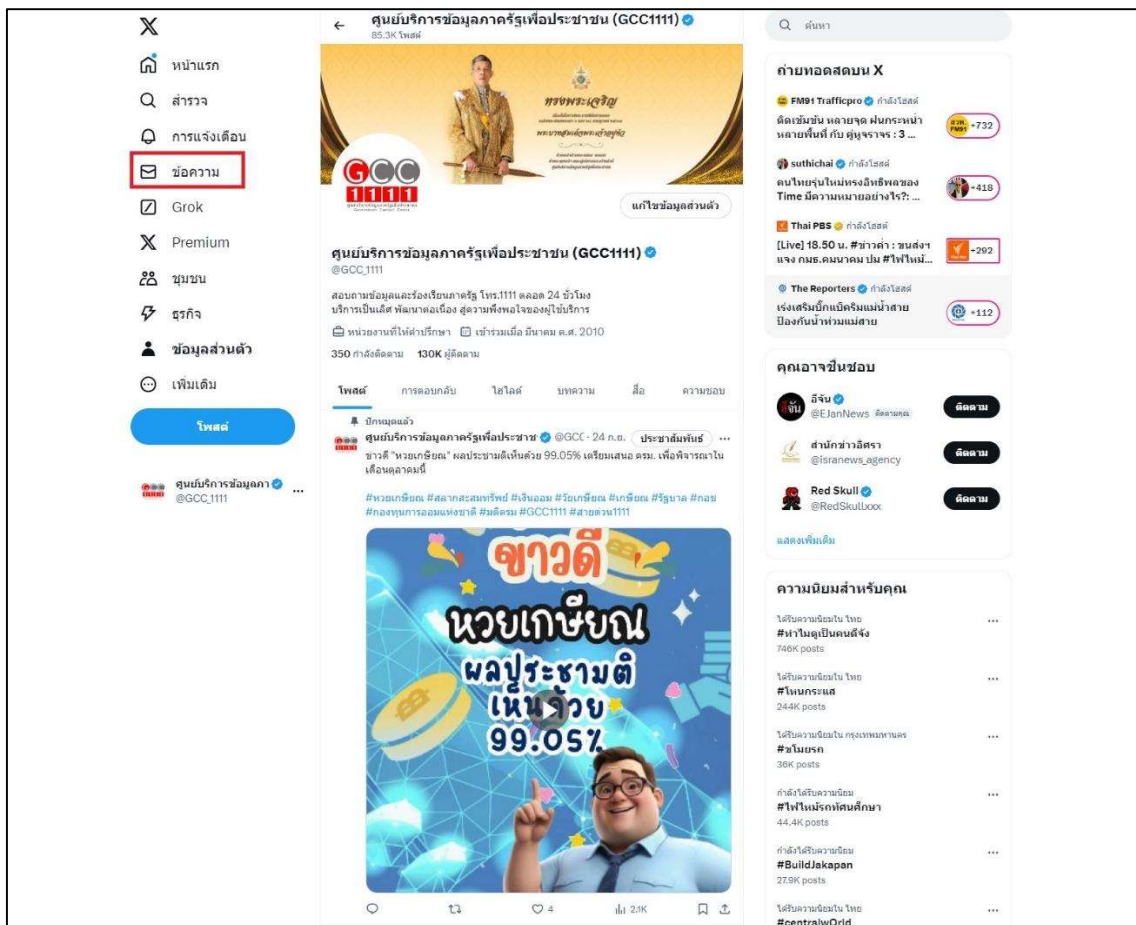 หน้าแรก
สำรวจ
การแจ้งเตือน
ข้อความ
Grok
Premium
ชุมชน
ธุรกิจ
ข้อมูลส่วนตัว
เพิ่มเติม
โพสต์
ศูนย์บริการข้อมูลภา
@GCC_1111
ศูนย์บริการข้อมูลภาครัฐเพื่อประชาชน (GCC1111)
85.3K โพสต์
ทรงพระเจริญ
GCC
1111
แก้ไขข้อมูลส่วนตัว
ศูนย์บริการข้อมูลภาครัฐเพื่อประชาชน (GCC1111)
@GCC_1111
สอบถามข้อมูลและร้องเรียนภาครัฐ โทร.1111 ตลอด 24 ชั่วโมง
บริการเป็นเลิศ พัฒนาต่อเนื่อง สู่ความพึงพอใจของผู้ใช้บริการ
หน่วยงานที่ให้คำปรึกษา เข้าร่วมเมื่อ มีนาคม ค.ศ. 2010
350 กำลังติดตาม 130K ผู้ติดตาม
โพสต์ การตอบกลับ ไฮไลต์ บทความ สื่อ ความชอบ
ปักหมุดแล้ว
ศูนย์บริการข้อมูลภาครัฐเพื่อประชาช @GCC · 24 ก.ย. ประชาสัมพันธ์
ข่าวดี "หวยเกษียณ" ผลประชามติเห็นด้วย 99.05% เตรียมเสนอ ครม. เพื่อพิจารณาใน
เดือนตุลาคมนี้
#หวยเกษียณ #สลากสะสมทรัพย์ #เงินออม #วัยเกษียณ #เกษียณ #รัฐบาล #กอช
#กองทุนการออมแห่งชาติ #มติครม #GCC1111 #สายด่วน1111
ข่าวดี
หวยเกษียณ
ผลประชามติ
เห็นด้วย
99.05%
4 2.1K
ค้นหา
ถ่ายทอดสดบน X
FM91 Trafficpro กำลังโฮสต์
ติดเข้มข้น หลายจุด ฝนกระหน่ำ
หลายพื้นที่ กับ คู่หูจราจร : 3 ...
+732
suthichai กำลังโฮสต์
คนไทยรุ่นใหม่ทรงอิทธิพลของ
Time มีความหมายอย่างไร?: ...
+418
Thai PBS กำลังโฮสต์
[Live] 18.50 น. #ข่าวค่ำ : ขนส่งฯ
แจง กมธ.คมนาคม ปม #ไฟไหม้...
+292
The Reporters กำลังโฮสต์
เร่งเสริมบิ๊กแบ็คริมแม่น้ำสาย
ป้องกันน้ำท่วมแม่สาย
+112
คุณอาจชื่นชอบ
อีจัน
@EJanNews ติดตามคุณ
ติดตาม
สำนักข่าวอิศรา
@isranews_agency
ติดตาม
Red Skull
@RedSkullxxx
ติดตาม
แสดงเพิ่มเติม
ความนิยมสำหรับคุณ
ได้รับความนิยมใน ไทย
#ทำไมดูเป็นคนดีจัง
746K posts
ได้รับความนิยมใน ไทย
#โหนกระแส
244K posts
ได้รับความนิยมใน กรุงเทพมหานคร
#ขโมยรถ
36K posts
กำลังได้รับความนิยม
#ไฟไหม้รถทัศนศึกษา
44.4K posts
กำลังได้รับความนิยม
#BuildJakapan
27.9K posts
ได้รับความนิยมใน ไทย
#centralwOrld